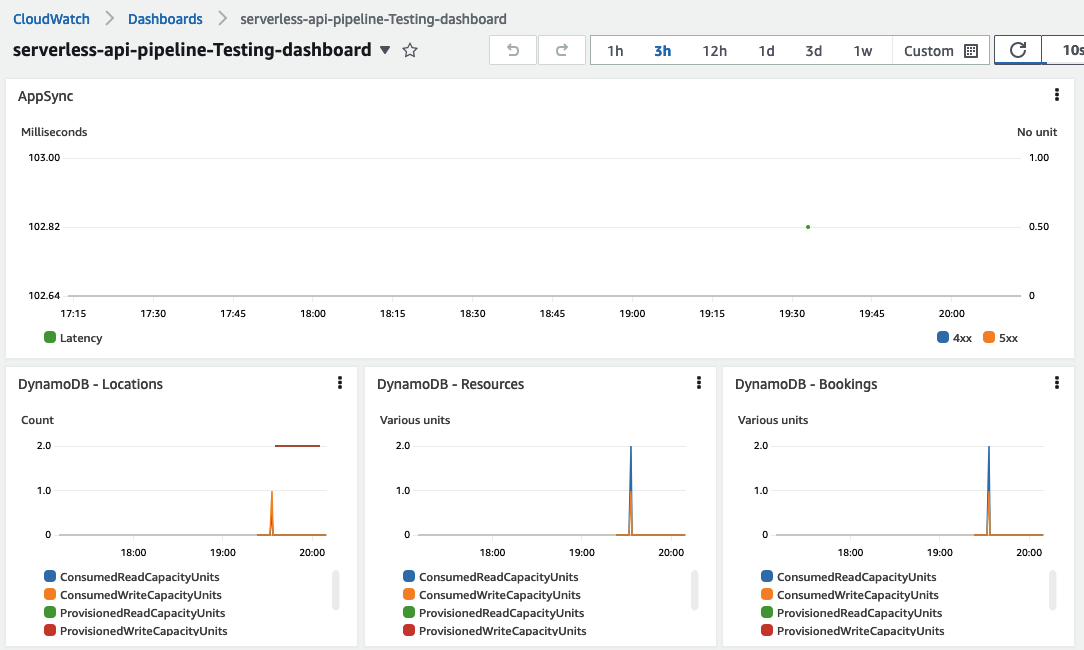 CloudWatch > Dashboards > serverless-api-pipeline-Testing-dashboard
serverless-api-pipeline-Testing-dashboard
1h 3h 12h 1d 3d 1w Custom 10s
AppSync
Milliseconds No unit
103.00 1.00
102.82 0.50
102.64 0
17:15 17:30 17:45 18:00 18:15 18:30 18:45 19:00 19:15 19:30 19:45 20:00
Latency 4xx 5xx
DynamoDB - Locations
Count
2.0
1.0
0
18:00 19:00 20:00
ConsumedReadCapacityUnits
ConsumedWriteCapacityUnits
ProvisionedReadCapacityUnits
ProvisionedWriteCapacityUnits
DynamoDB - Resources
Various units
2.0
1.0
0
18:00 19:00 20:00
ConsumedReadCapacityUnits
ConsumedWriteCapacityUnits
ProvisionedReadCapacityUnits
ProvisionedWriteCapacityUnits
DynamoDB - Bookings
Various units
2.0
1.0
0
18:00 19:00 20:00
ConsumedReadCapacityUnits
ConsumedWriteCapacityUnits
ProvisionedReadCapacityUnits
ProvisionedWriteCapacityUnits